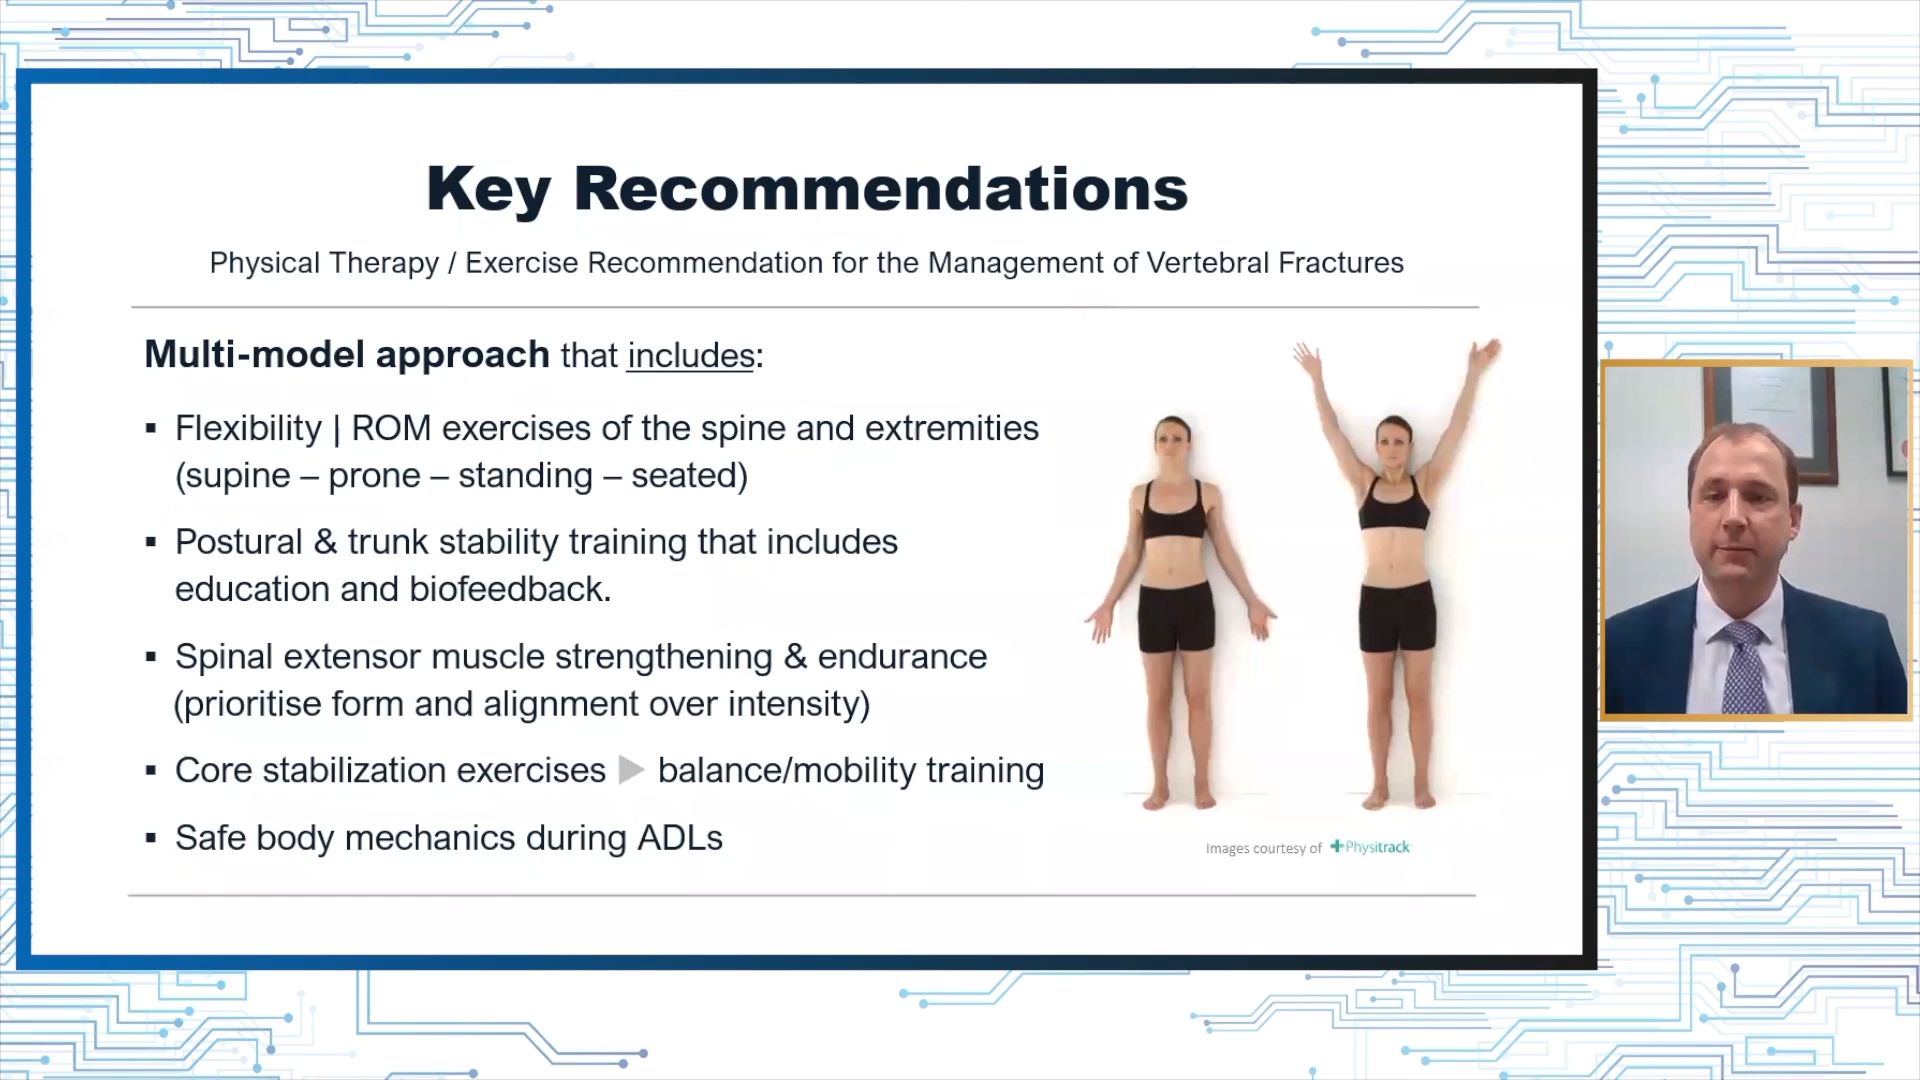 Key Recommendations
Physical Therapy / Exercise Recommendation for the Management of Vertebral Fractures
Multi-model approach that includes:
▪ Flexibility | ROM exercises of the spine and extremities
(supine – prone – standing – seated)
▪ Postural & trunk stability training that includes
education and biofeedback.
▪ Spinal extensor muscle strengthening & endurance
(prioritise form and alignment over intensity)
▪ Core stabilization exercises ▶ balance/mobility training
▪ Safe body mechanics during ADLs
Images courtesy of Physitrack